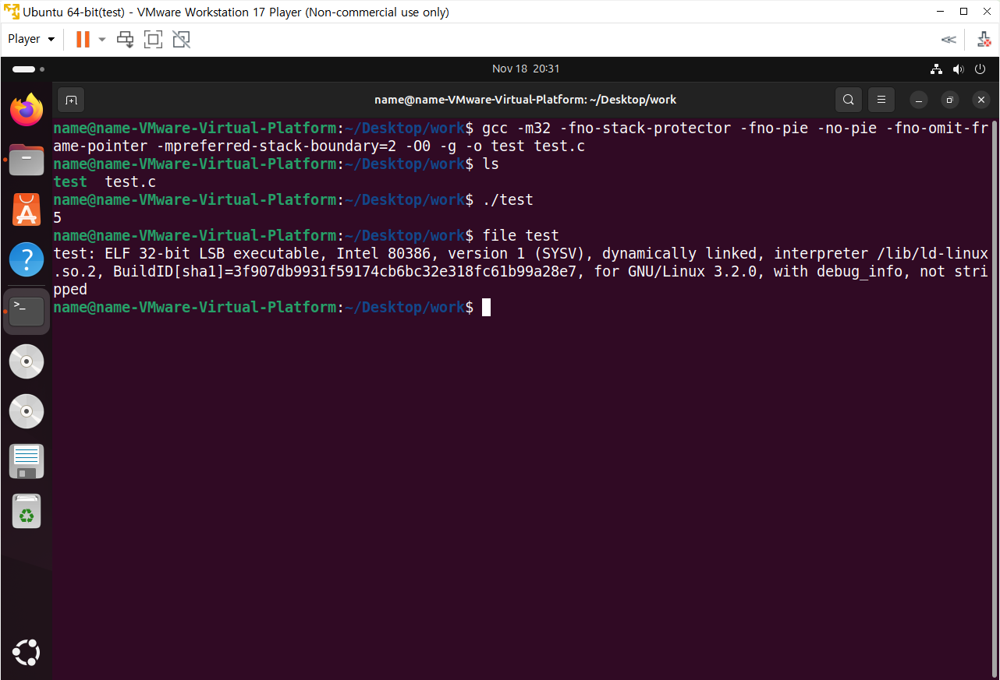 Ubuntu 64-bit(test) - VMware Workstation 17 Player (Non-commercial use only)
Player
Nov 18 20:31
name@name-VMware-Virtual-Platform: ~/Desktop/work
name@name-VMware-Virtual-Platform:~/Desktop/work$ gcc -m32 -fno-stack-protector -fno-pie -no-pie -fno-omit-fr
ame-pointer -mpreferred-stack-boundary=2 -O0 -g -o test test.c
name@name-VMware-Virtual-Platform:~/Desktop/work$ ls
test  test.c
name@name-VMware-Virtual-Platform:~/Desktop/work$ ./test
5
name@name-VMware-Virtual-Platform:~/Desktop/work$ file test
test: ELF 32-bit LSB executable, Intel 80386, version 1 (SYSV), dynamically linked, interpreter /lib/ld-linux
.so.2, BuildID[sha1]=3f907db9931f59174cb6bc32e318fc61b99a28e7, for GNU/Linux 3.2.0, with debug_info, not stri
pped
name@name-VMware-Virtual-Platform:~/Desktop/work$